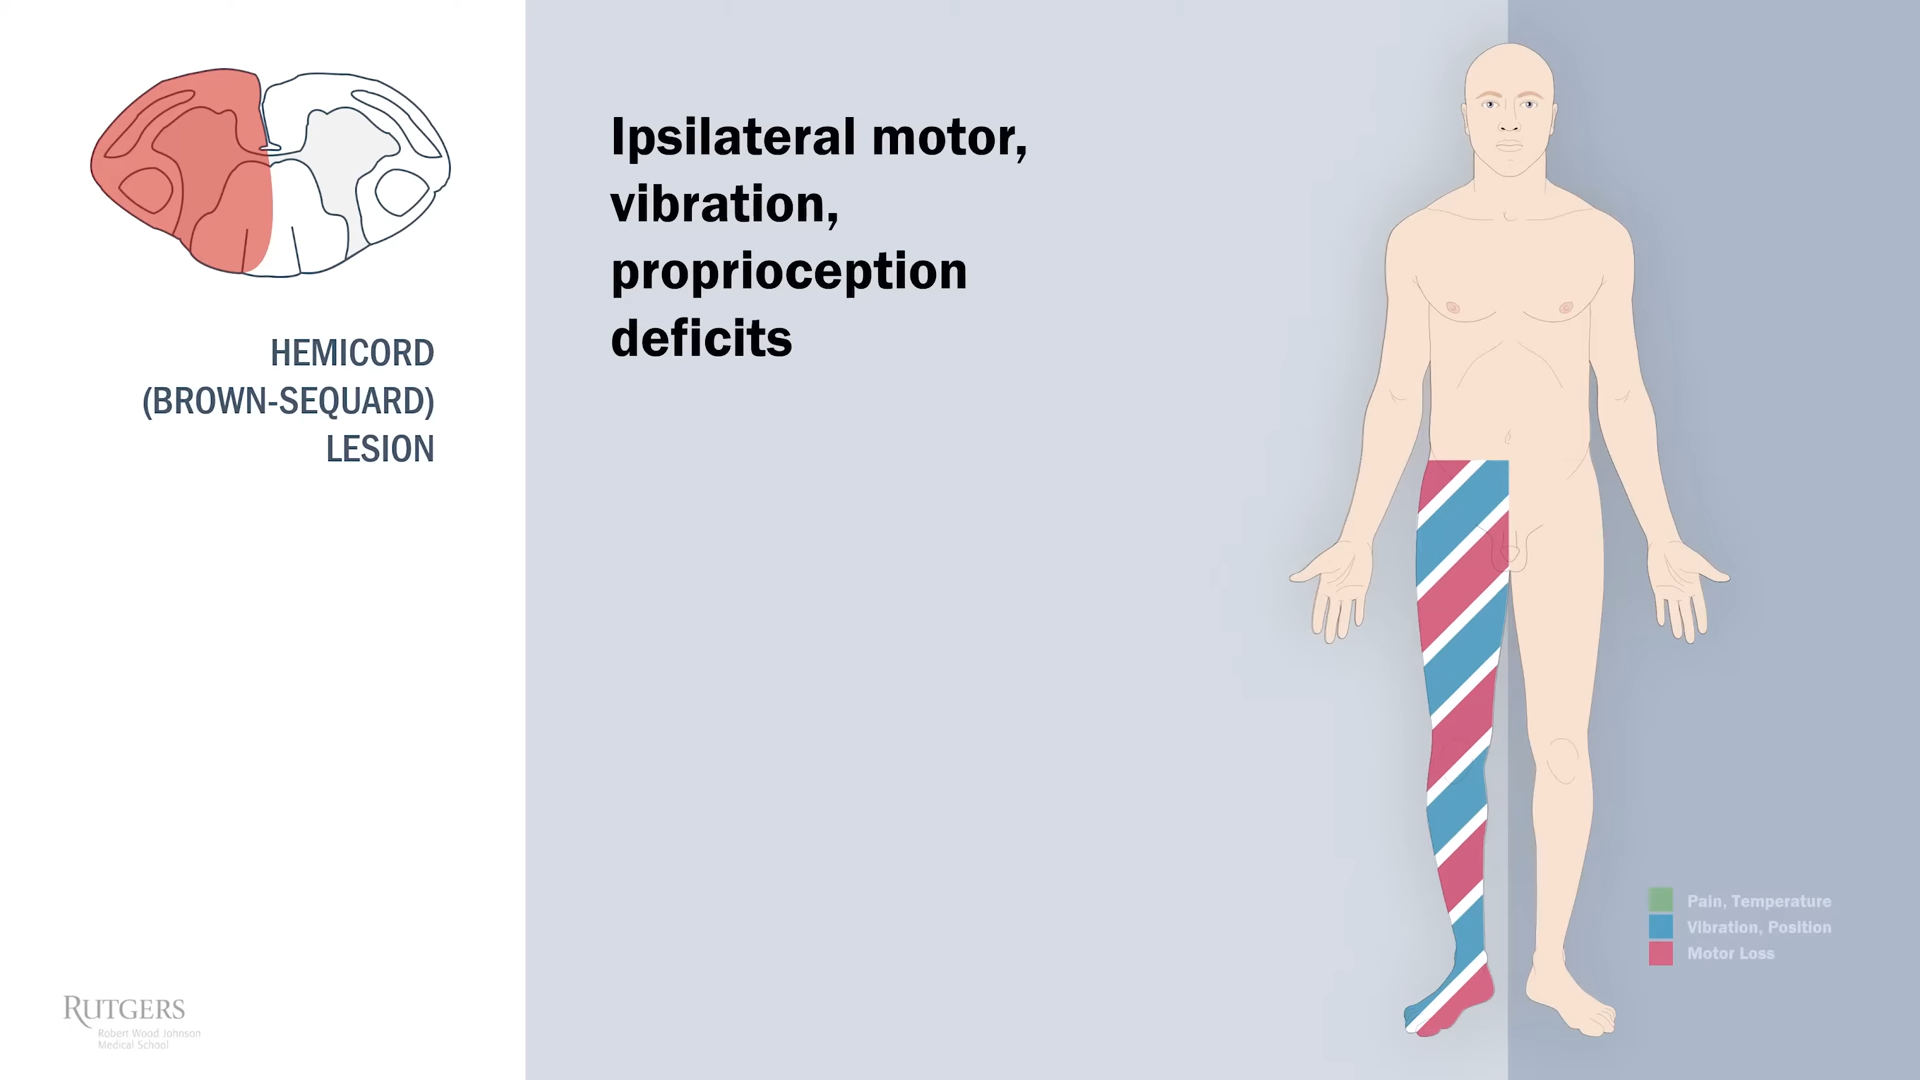 HEMICORD
(BROWN-SEQUARD)
LESION
Ipsilateral motor,
vibration,
proprioception
deficits
Pain, Temperature
Vibration, Position
Motor Loss
RUTGERS
Robert Wood Johnson
Medical School